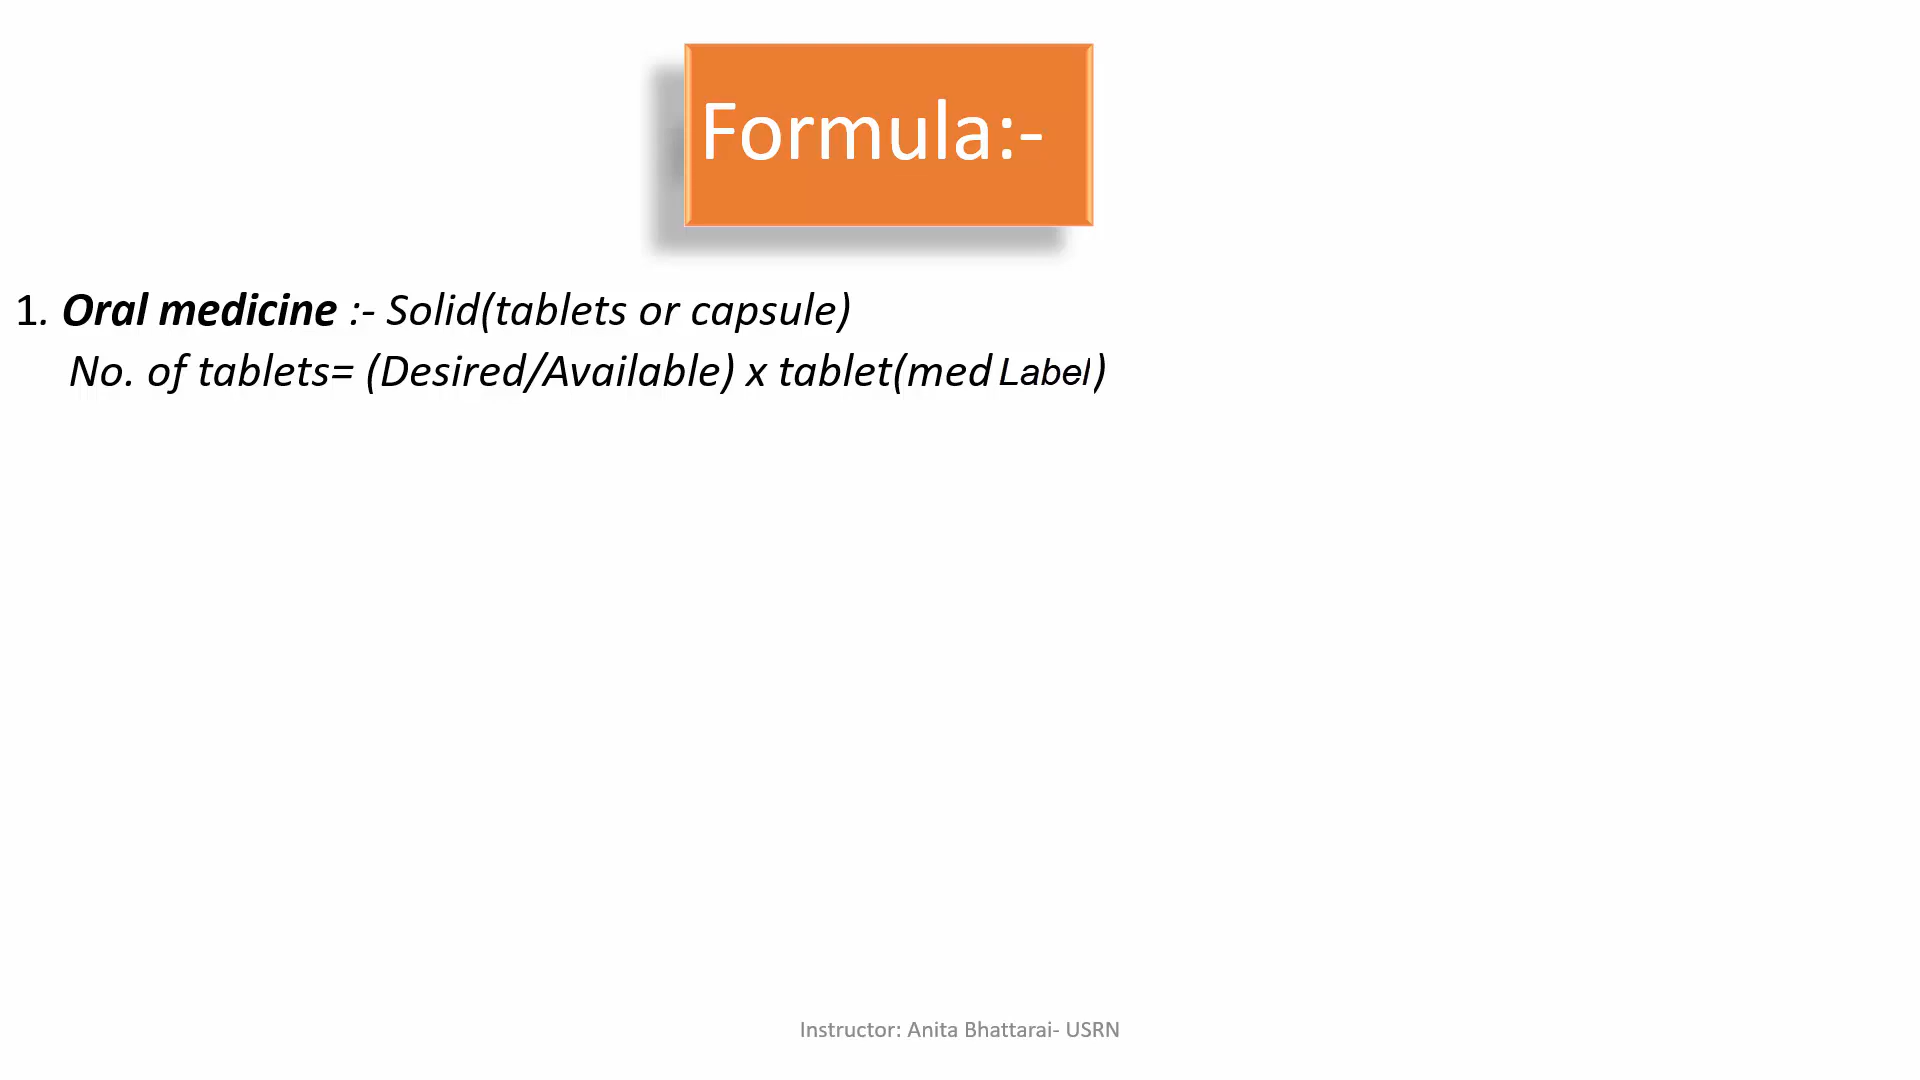 Formula:-
1. Oral medicine :- Solid(tablets or capsule)
No. of tablets= (Desired/Available) x tablet(med Label)
Instructor: Anita Bhattarai- USRN